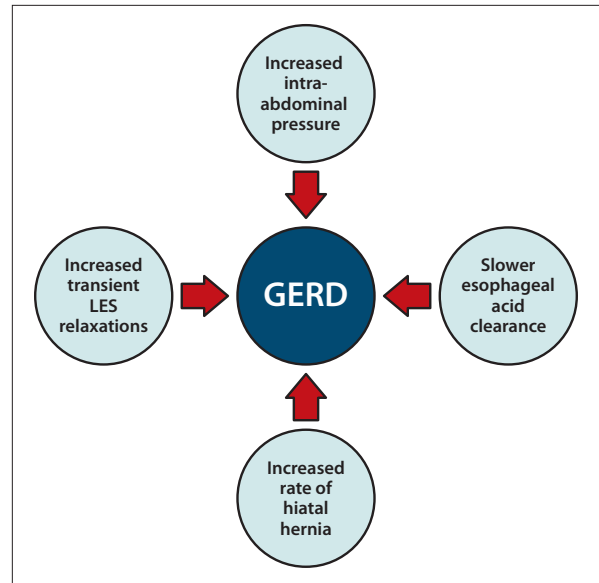 Increased
intra-
abdominal
pressure
Increased
transient
LES
relaxations
GERD
Slower
esophageal
acid
clearance
Increased
rate of
hiatal
hernia